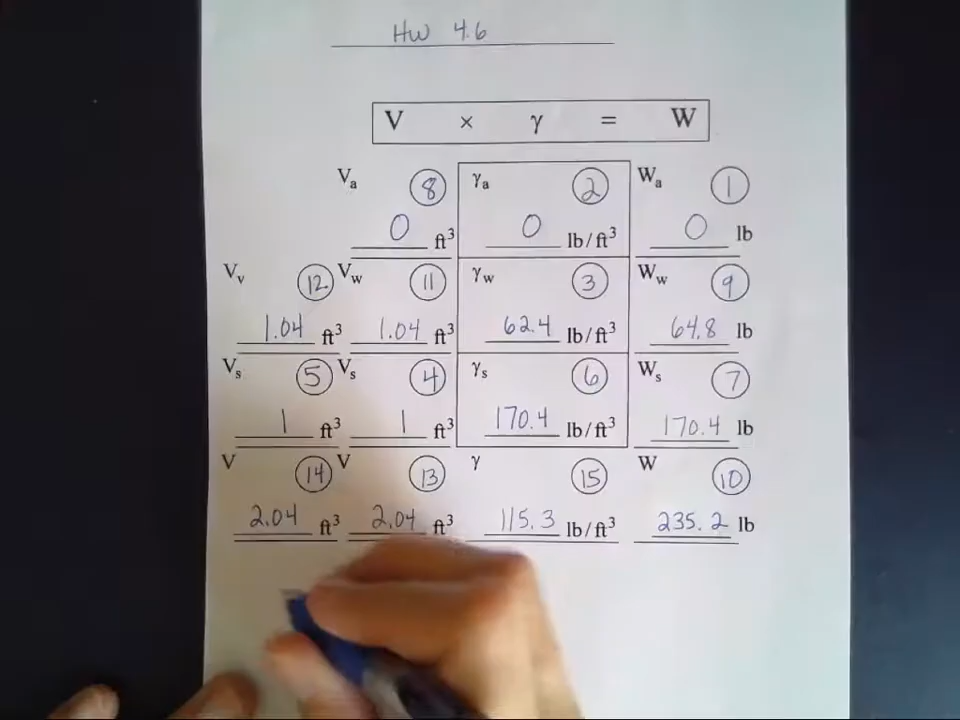 HW 4.6
V × γ = W
Va 8 γa 2 Wa 1
0 ft³ 0 lb/ft³ 0 lb
Vv 12 Vw 11 γw 3 Ww 9
1.04 ft³ 1.04 ft³ 62.4 lb/ft³ 64.8 lb
Vs 5 Vs 4 γs 6 Ws 7
1 ft³ 1 ft³ 170.4 lb/ft³ 170.4 lb
V 14 V 13 γ 15 W 10
2.04 ft³ 2.04 ft³ 115.3 lb/ft³ 235.2 lb